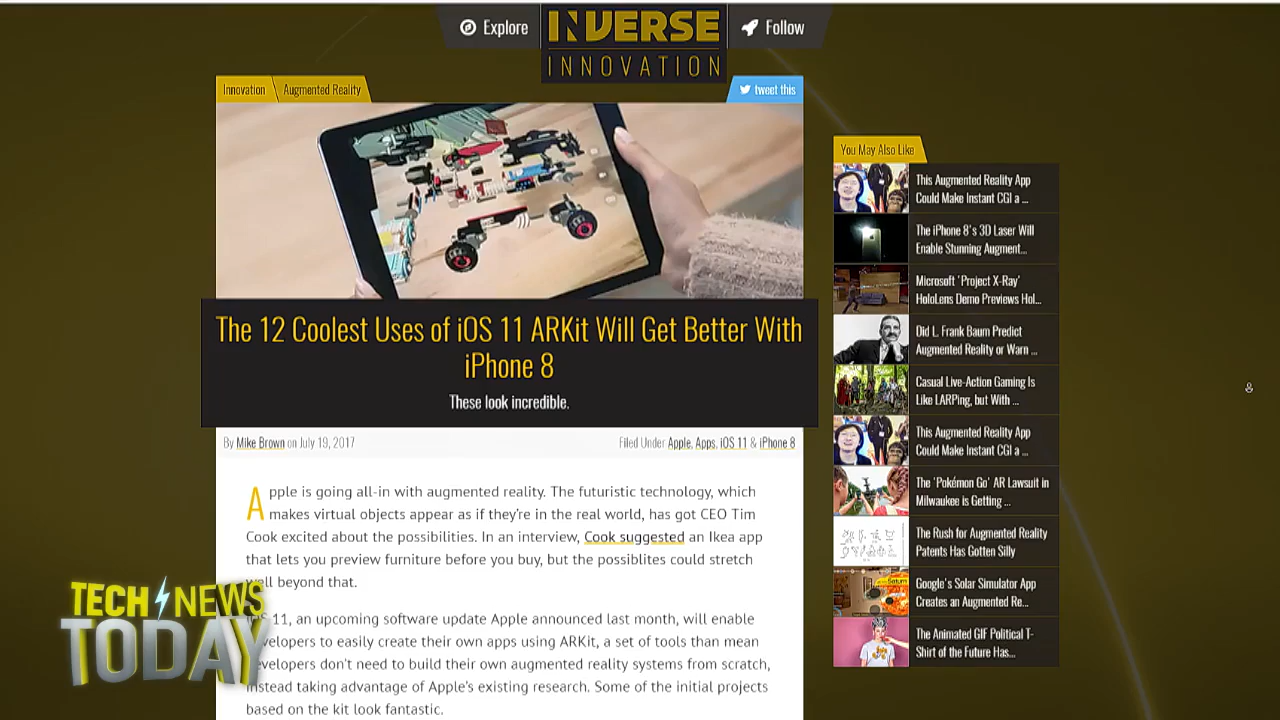 Explore
INVERSE
Follow
INNOVATION
Innovation
Augmented Reality
tweet this
The 12 Coolest Uses of iOS 11 ARKit Will Get Better With
iPhone 8
These look incredible.
By Mike Brown on July 19, 2017
Filed Under Apple, Apps, iOS 11 & iPhone 8
Apple is going all-in with augmented reality. The futuristic technology, which
makes virtual objects appear as if they're in the real world, has got CEO Tim
Cook excited about the possibilities. In an interview, Cook suggested an Ikea app
that lets you preview furniture before you buy, but the possiblites could stretch
well beyond that.
11, an upcoming software update Apple announced last month, will enable
developers to easily create their own apps using ARKit, a set of tools than mean
developers don't need to build their own augmented reality systems from scratch,
instead taking advantage of Apple's existing research. Some of the initial projects
based on the kit look fantastic.
You May Also Like
This Augmented Reality App
Could Make Instant CGI a ...
The iPhone 8's 3D Laser Will
Enable Stunning Augment...
Microsoft 'Project X-Ray'
HoloLens Demo Previews Hol...
Did L. Frank Baum Predict
Augmented Reality or Warn ...
Casual Live-Action Gaming Is
Like LARPing, but With ...
This Augmented Reality App
Could Make Instant CGI a ...
The 'Pokémon Go' AR Lawsuit in
Milwaukee is Getting ...
The Rush for Augmented Reality
Patents Has Gotten Silly
Google's Solar Simulator App
Creates an Augmented Re...
The Animated GIF Political T-
Shirt of the Future Has...
TECH NEWS
TODAY